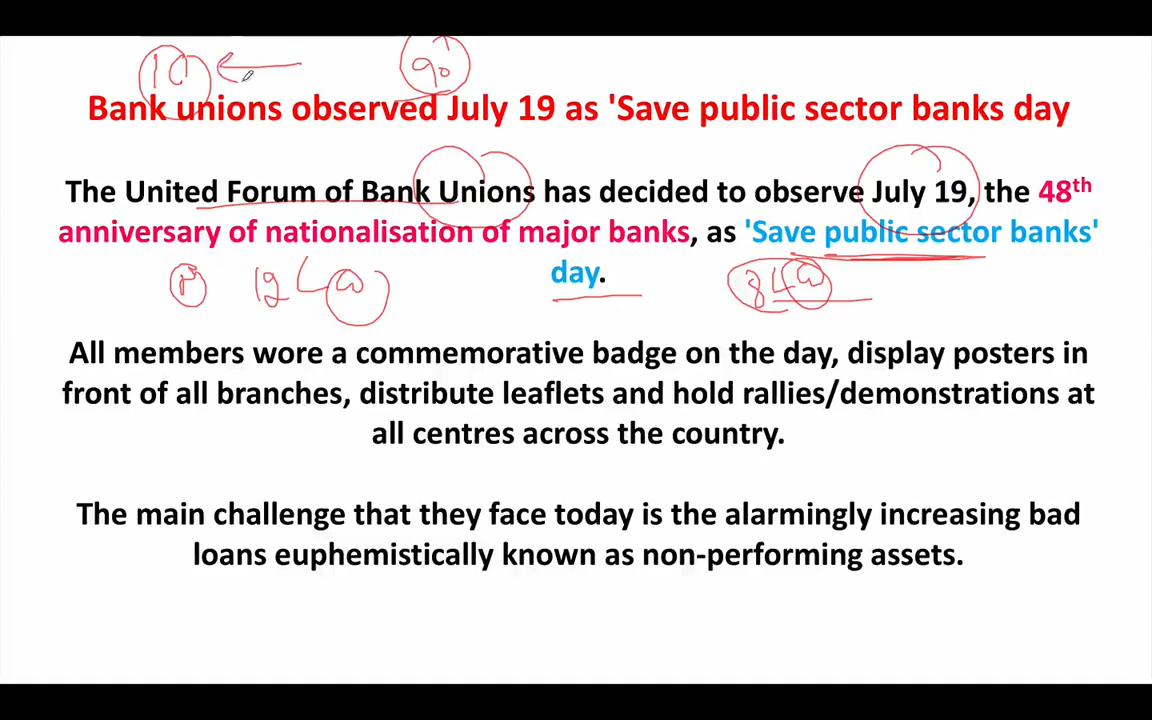 90
Bank unions observed July 19 as 'Save public sector banks day
The United Forum of Bank Unions has decided to observe July 19, the 48th
anniversary of nationalisation of major banks, as 'Save public sector banks'
day.
All members wore a commemorative badge on the day, display posters in
front of all branches, distribute leaflets and hold rallies/demonstrations at
all centres across the country.
The main challenge that they face today is the alarmingly increasing bad
loans euphemistically known as non-performing assets.